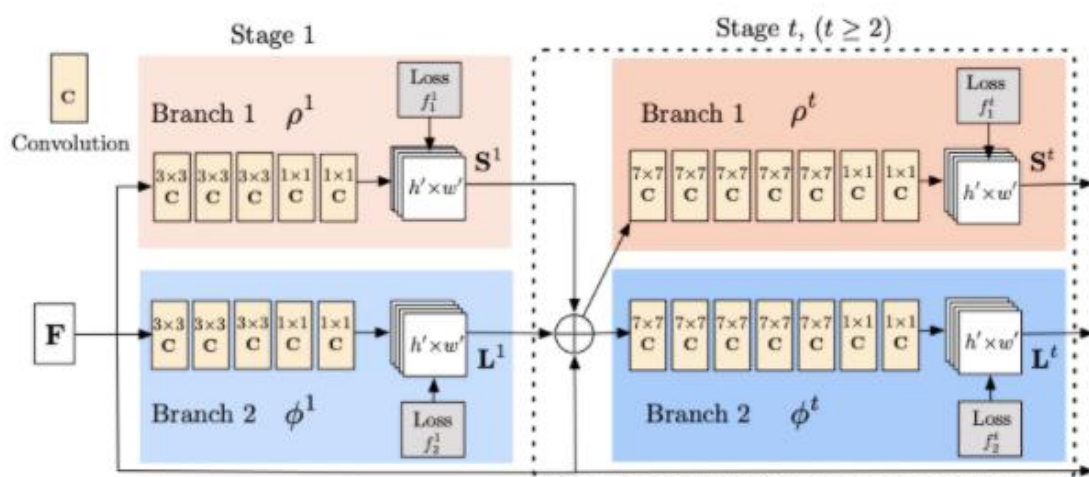 Stage 1
Stage t, (t ≥ 2)
C
Convolution
Branch 1 ρ¹
Loss
f₁¹
3×3 3×3 3×3 1×1 1×1
C C C C C
h′×w′
S¹
Branch 1 ρᵗ
Loss
f₁ᵗ
7×7 7×7 7×7 7×7 7×7 1×1 1×1
C C C C C C C
h′×w′
Sᵗ
F
3×3 3×3 3×3 1×1 1×1
C C C C C
h′×w′
L¹
Branch 2 ϕ¹
Loss
f₂¹
7×7 7×7 7×7 7×7 7×7 1×1 1×1
C C C C C C C
h′×w′
Lᵗ
Branch 2 ϕᵗ
Loss
f₂ᵗ